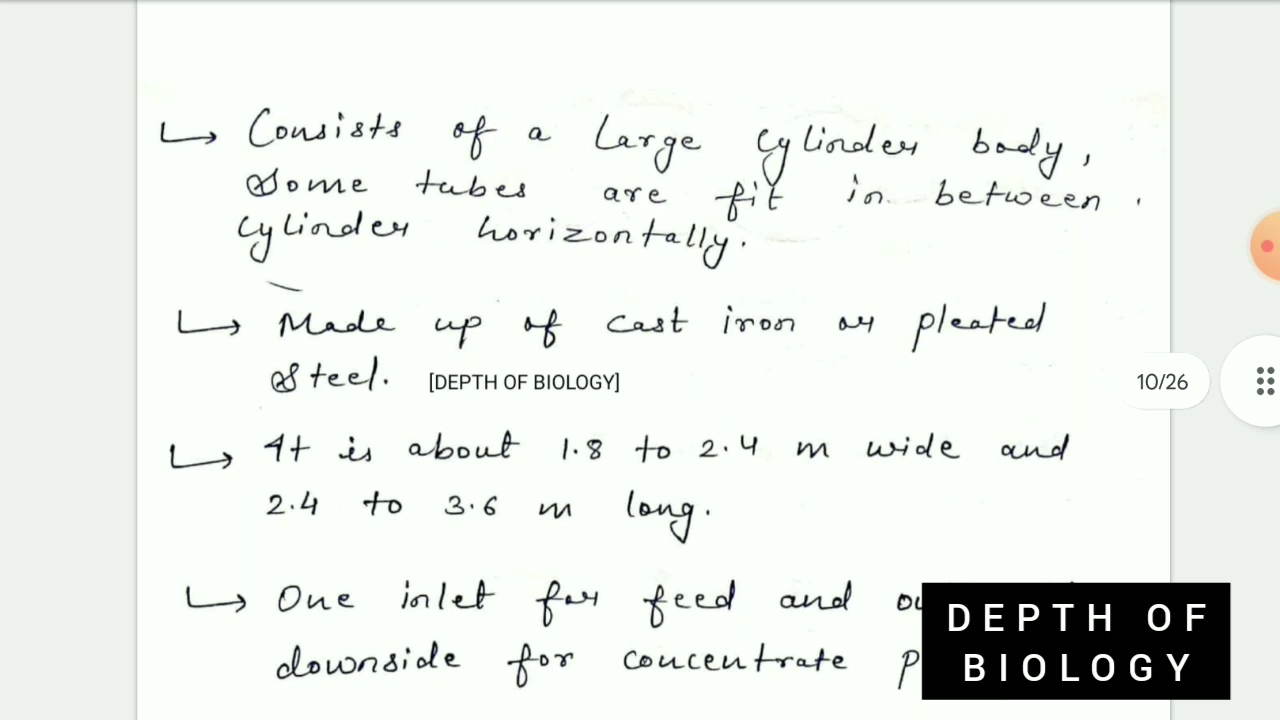 ↳ Consists of a large cylinder body,
Some tubes are fit in between
cylinder horizontally.
↳ Made up of cast iron or pleated
Steel. [DEPTH OF BIOLOGY]
10/26
↳ It is about 1.8 to 2.4 m wide and
2.4 to 3.6 m long.
↳ One inlet for feed and
downside for concentrate
DEPTH OF
BIOLOGY